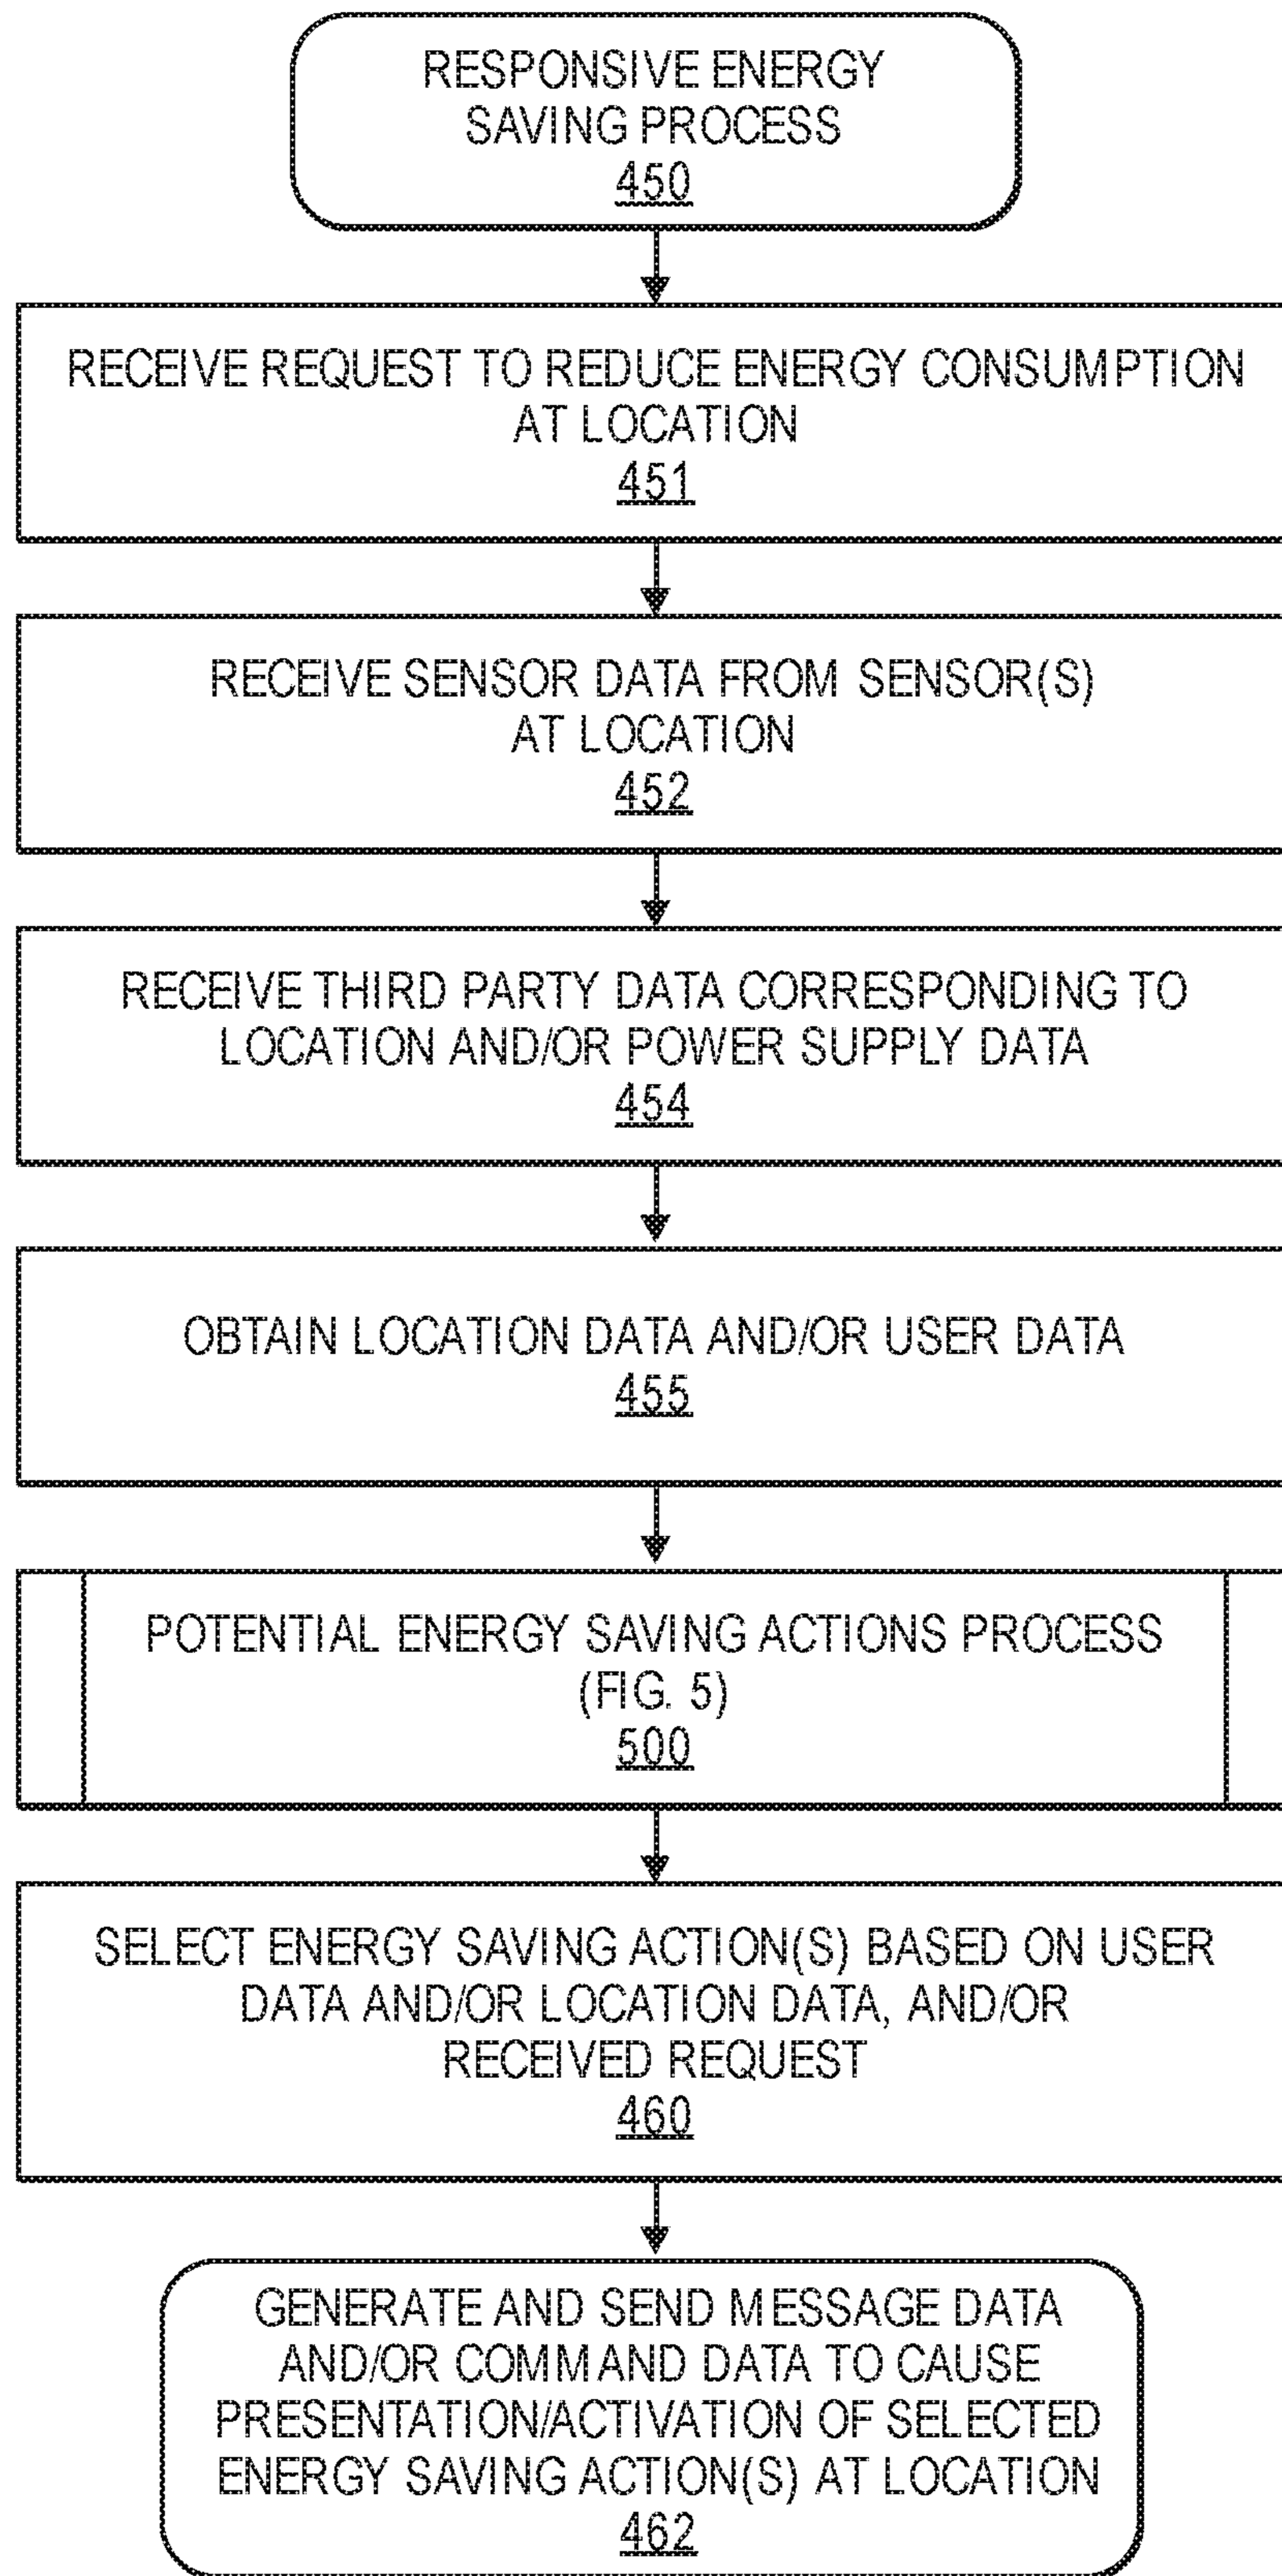 RESPONSIVE ENERGY
SAVING PROCESS
450
RECEIVE REQUEST TO REDUCE ENERGY CONSUMPTION
AT LOCATION
451
RECEIVE SENSOR DATA FROM SENSOR(S)
AT LOCATION
452
RECEIVE THIRD PARTY DATA CORRESPONDING TO
LOCATION AND/OR POWER SUPPLY DATA
454
OBTAIN LOCATION DATA AND/OR USER DATA
455
POTENTIAL ENERGY SAVING ACTIONS PROCESS
(FIG. 5)
500
SELECT ENERGY SAVING ACTION(S) BASED ON USER
DATA AND/OR LOCATION DATA, AND/OR
RECEIVED REQUEST
460
GENERATE AND SEND MESSAGE DATA
AND/OR COMMAND DATA TO CAUSE
PRESENTATION/ACTIVATION OF SELECTED
ENERGY SAVING ACTION(S) AT LOCATION
462